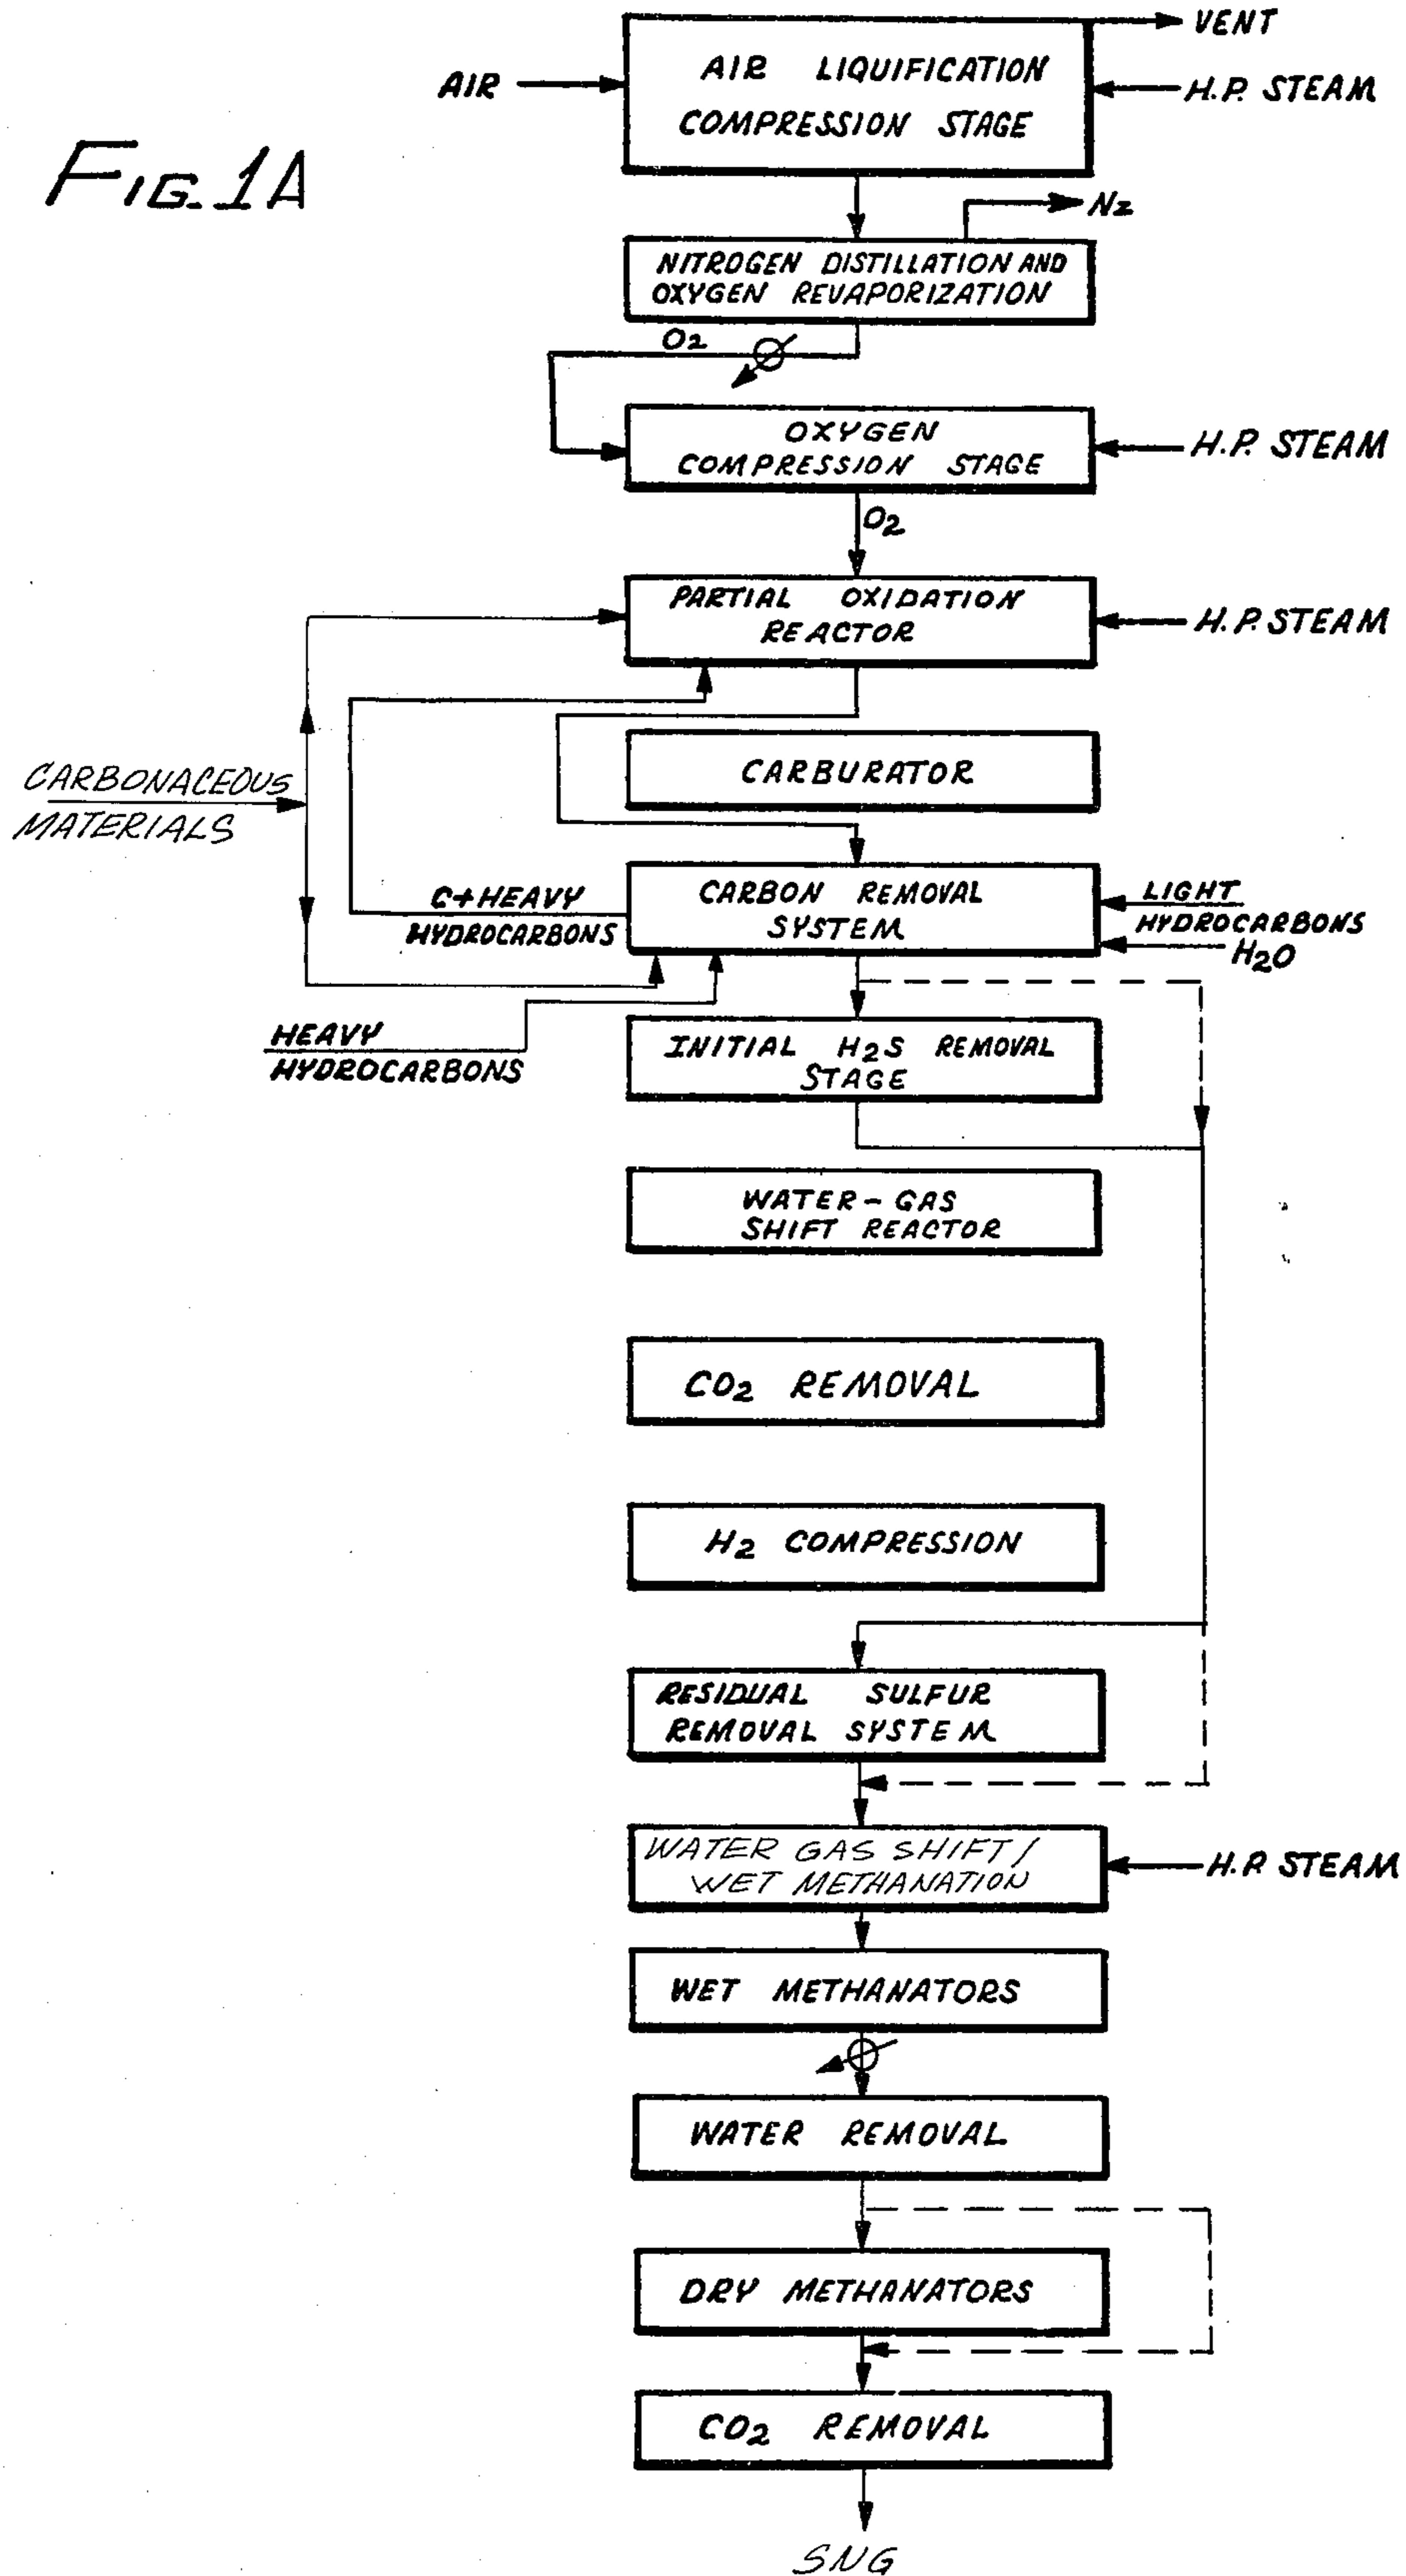 VENT
AIR LIQUIFICATION
COMPRESSION STAGE
AIR
H.P. STEAM
FIG. 1A
N2
NITROGEN DISTILLATION AND
OXYGEN REVAPORIZATION
O2
OXYGEN
COMPRESSION STAGE
H.P. STEAM
O2
PARTIAL OXIDATION
REACTOR
H.P. STEAM
CARBURATOR
CARBONACEOUS
MATERIALS
C+HEAVY
HYDROCARBONS
CARBON REMOVAL
SYSTEM
LIGHT
HYDROCARBONS
H2O
HEAVY
HYDROCARBONS
INITIAL H2S REMOVAL
STAGE
WATER-GAS
SHIFT REACTOR
CO2 REMOVAL
H2 COMPRESSION
RESIDUAL SULFUR
REMOVAL SYSTEM
WATER GAS SHIFT/
WET METHANATION
H.P. STEAM
WET METHANATORS
WATER REMOVAL
DRY METHANATORS
CO2 REMOVAL
SNG